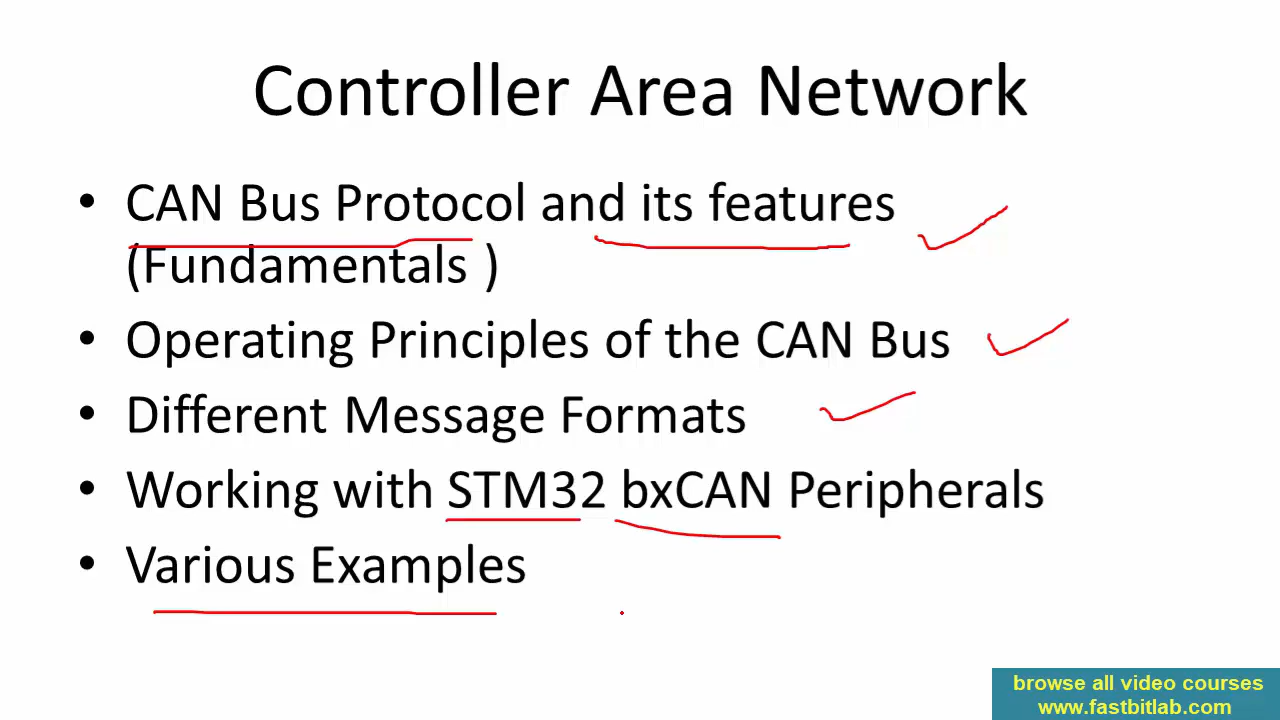 Controller Area Network
• CAN Bus Protocol and its features
(Fundamentals )
• Operating Principles of the CAN Bus
• Different Message Formats
• Working with STM32 bxCAN Peripherals
• Various Examples
browse all video courses
www.fastbitlab.com